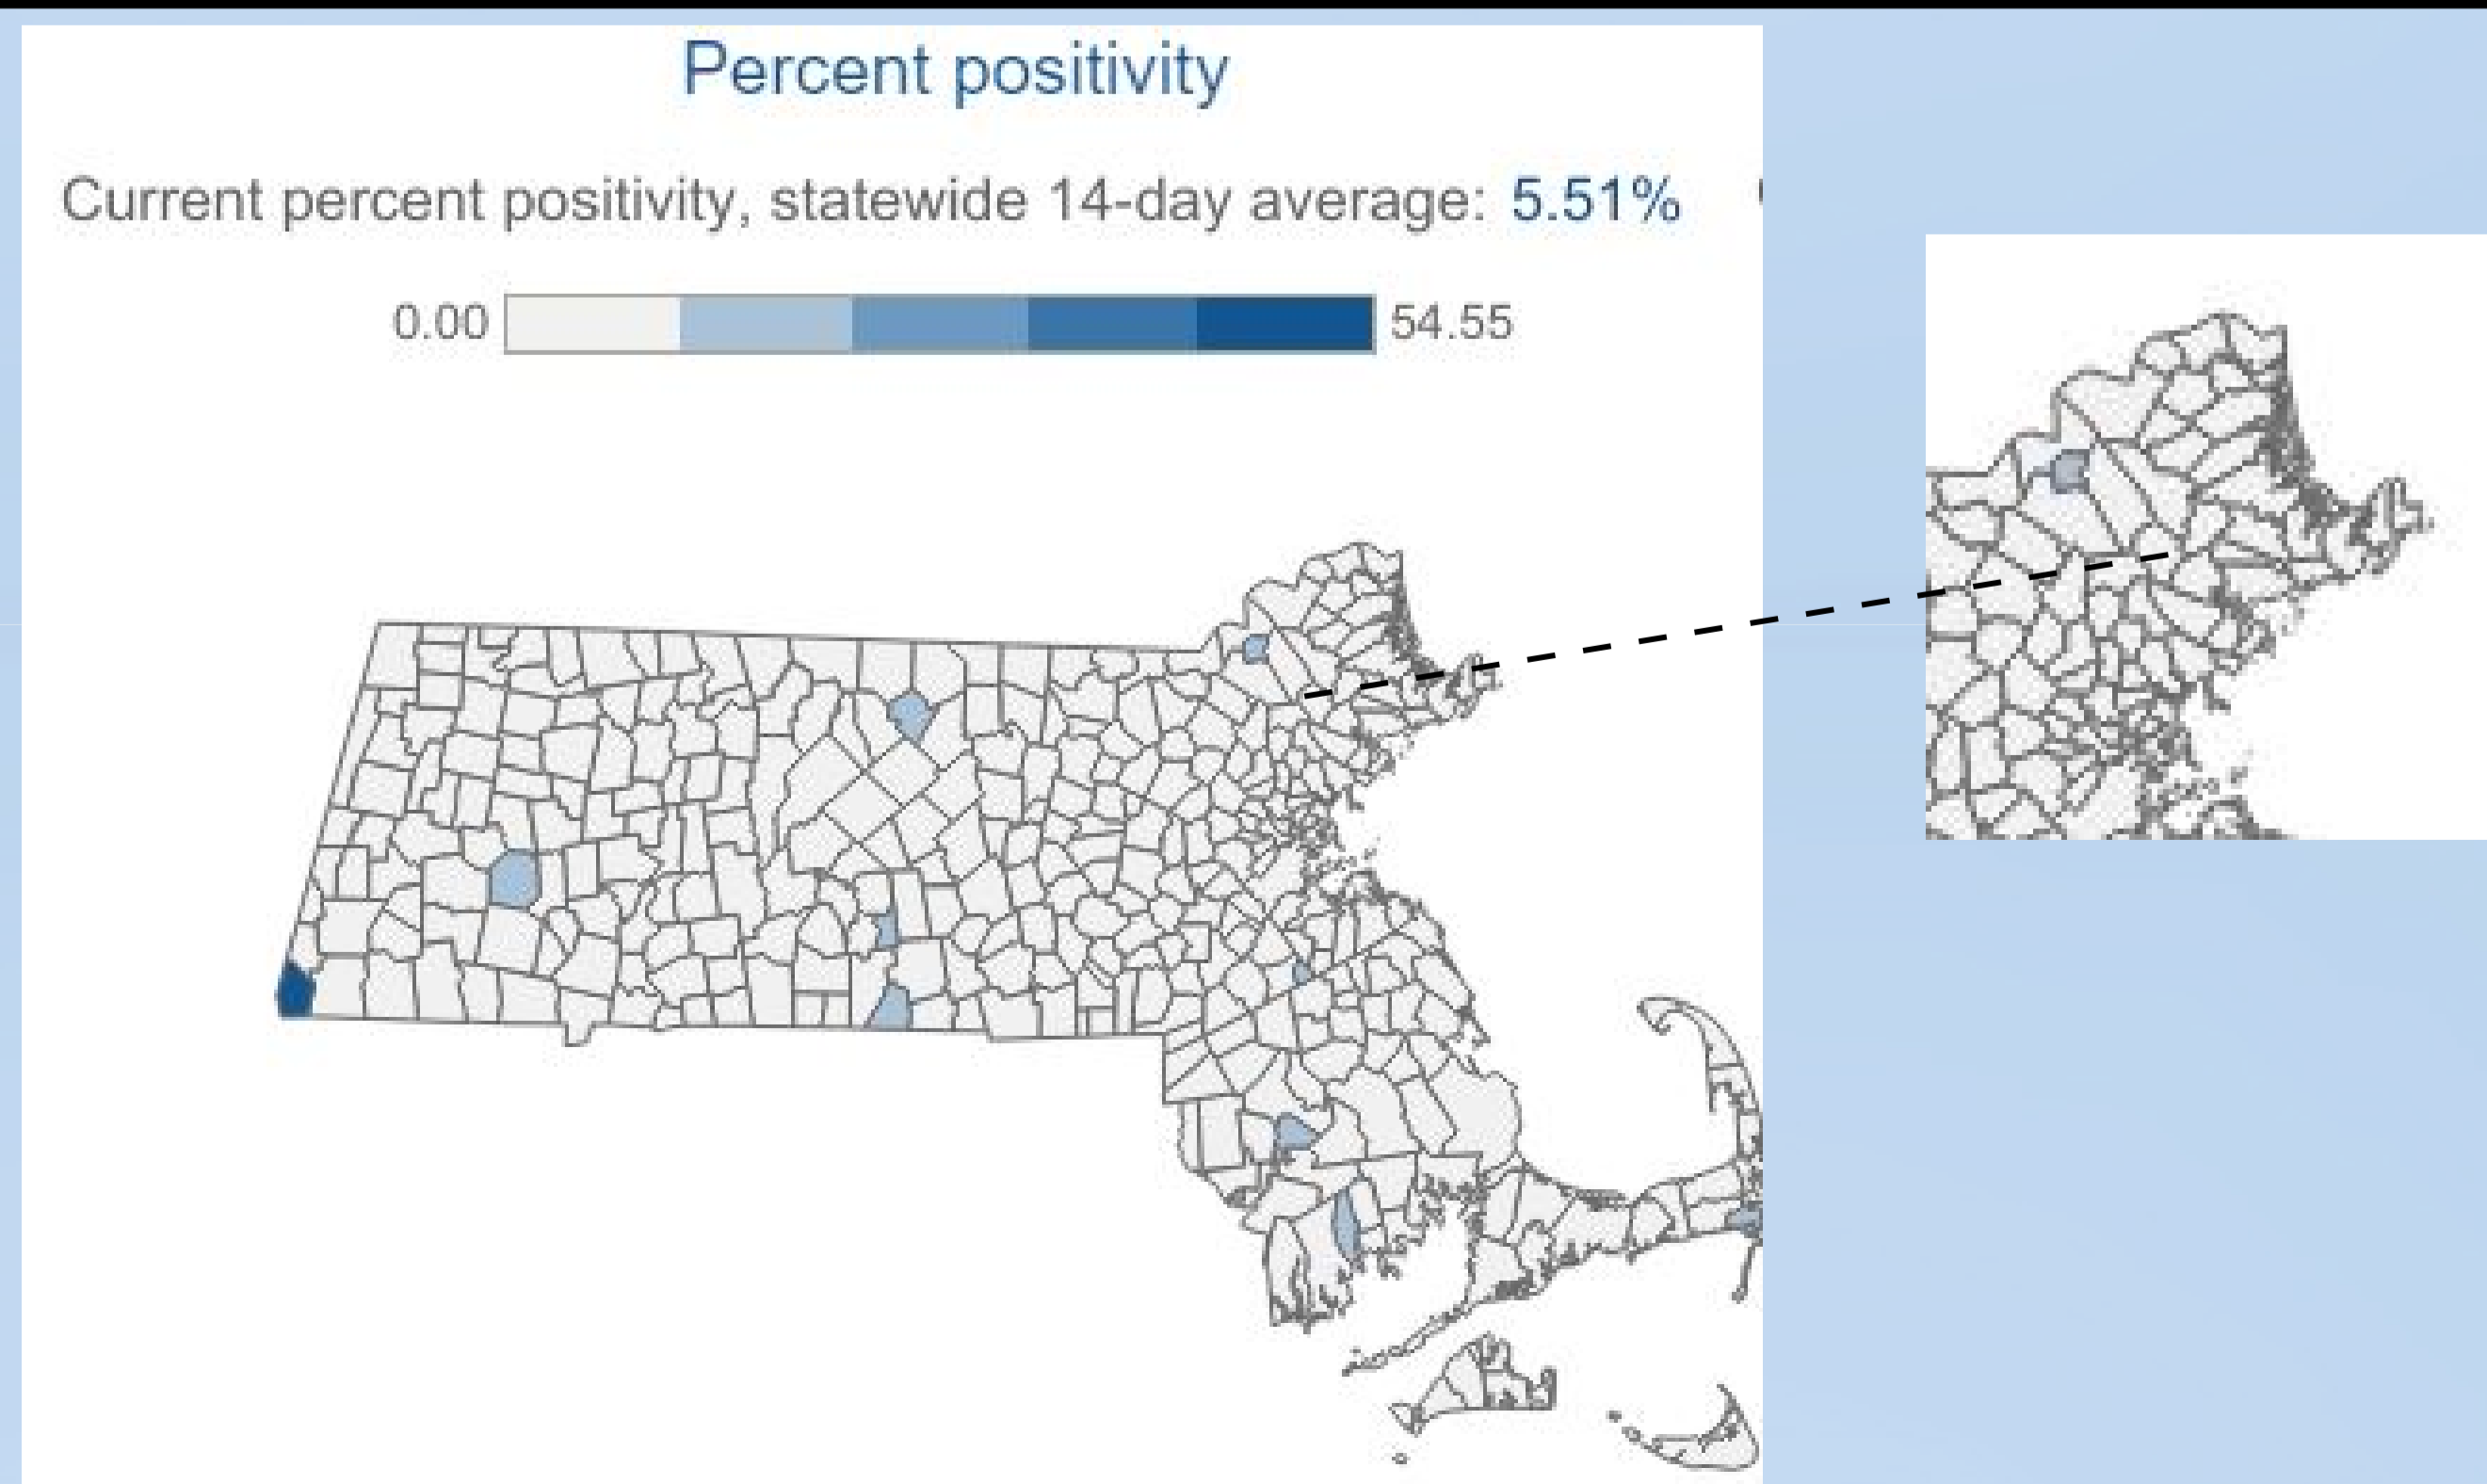 Percent positivity
Current percent positivity, statewide 14-day average: 5.51%
0.00 54.55